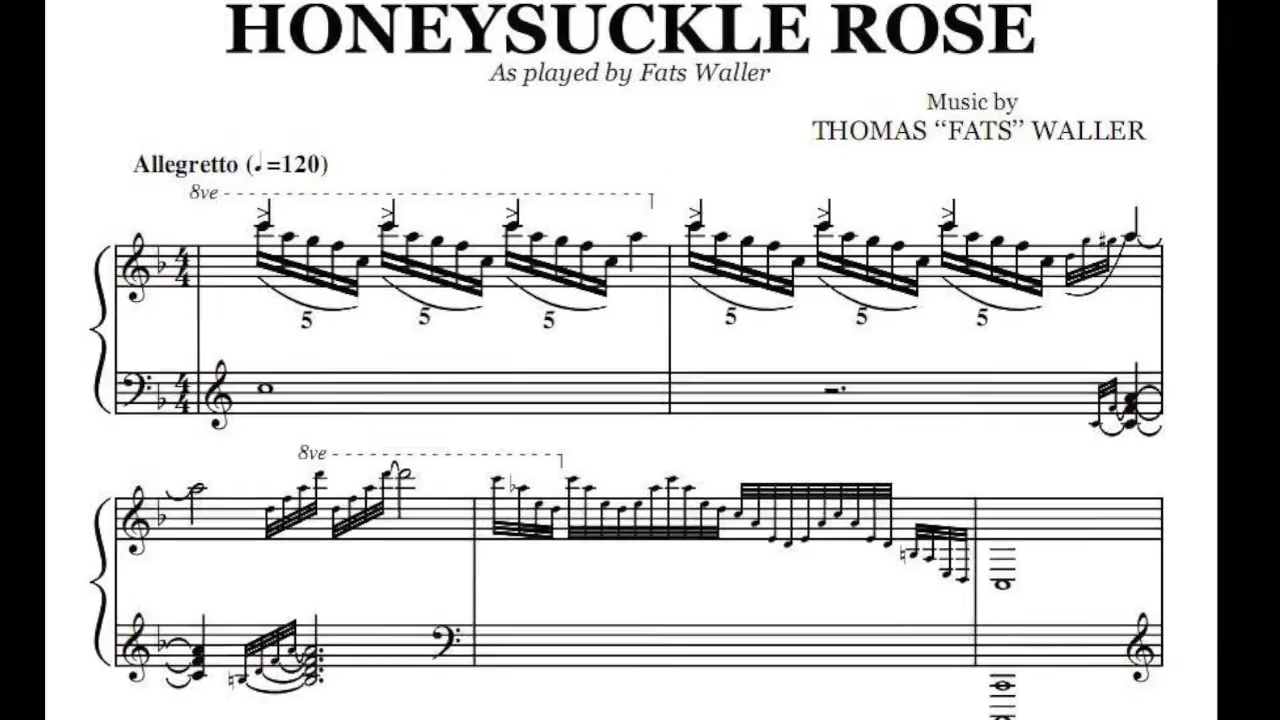 HONEYSUCKLE ROSE
As played by Fats Waller
Music by
THOMAS “FATS” WALLER
Allegretto (♩=120)
8ve
5 5 5 5 5 5
8ve